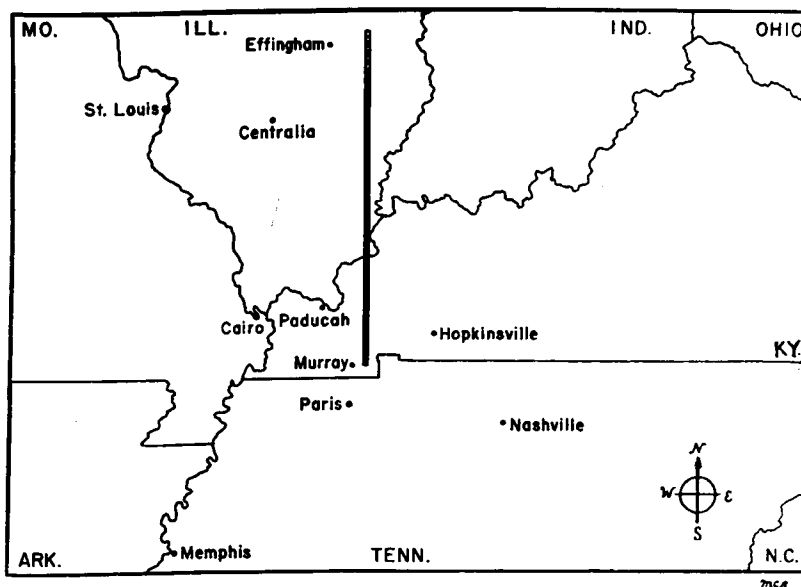 MO. ILL. IND. OHIO
Effingham
St. Louis
Centralia
Cairo Paducah
Hopkinsville
KY.
Murray
Paris
Nashville
N
W E
S
Memphis
ARK. TENN. N.C.